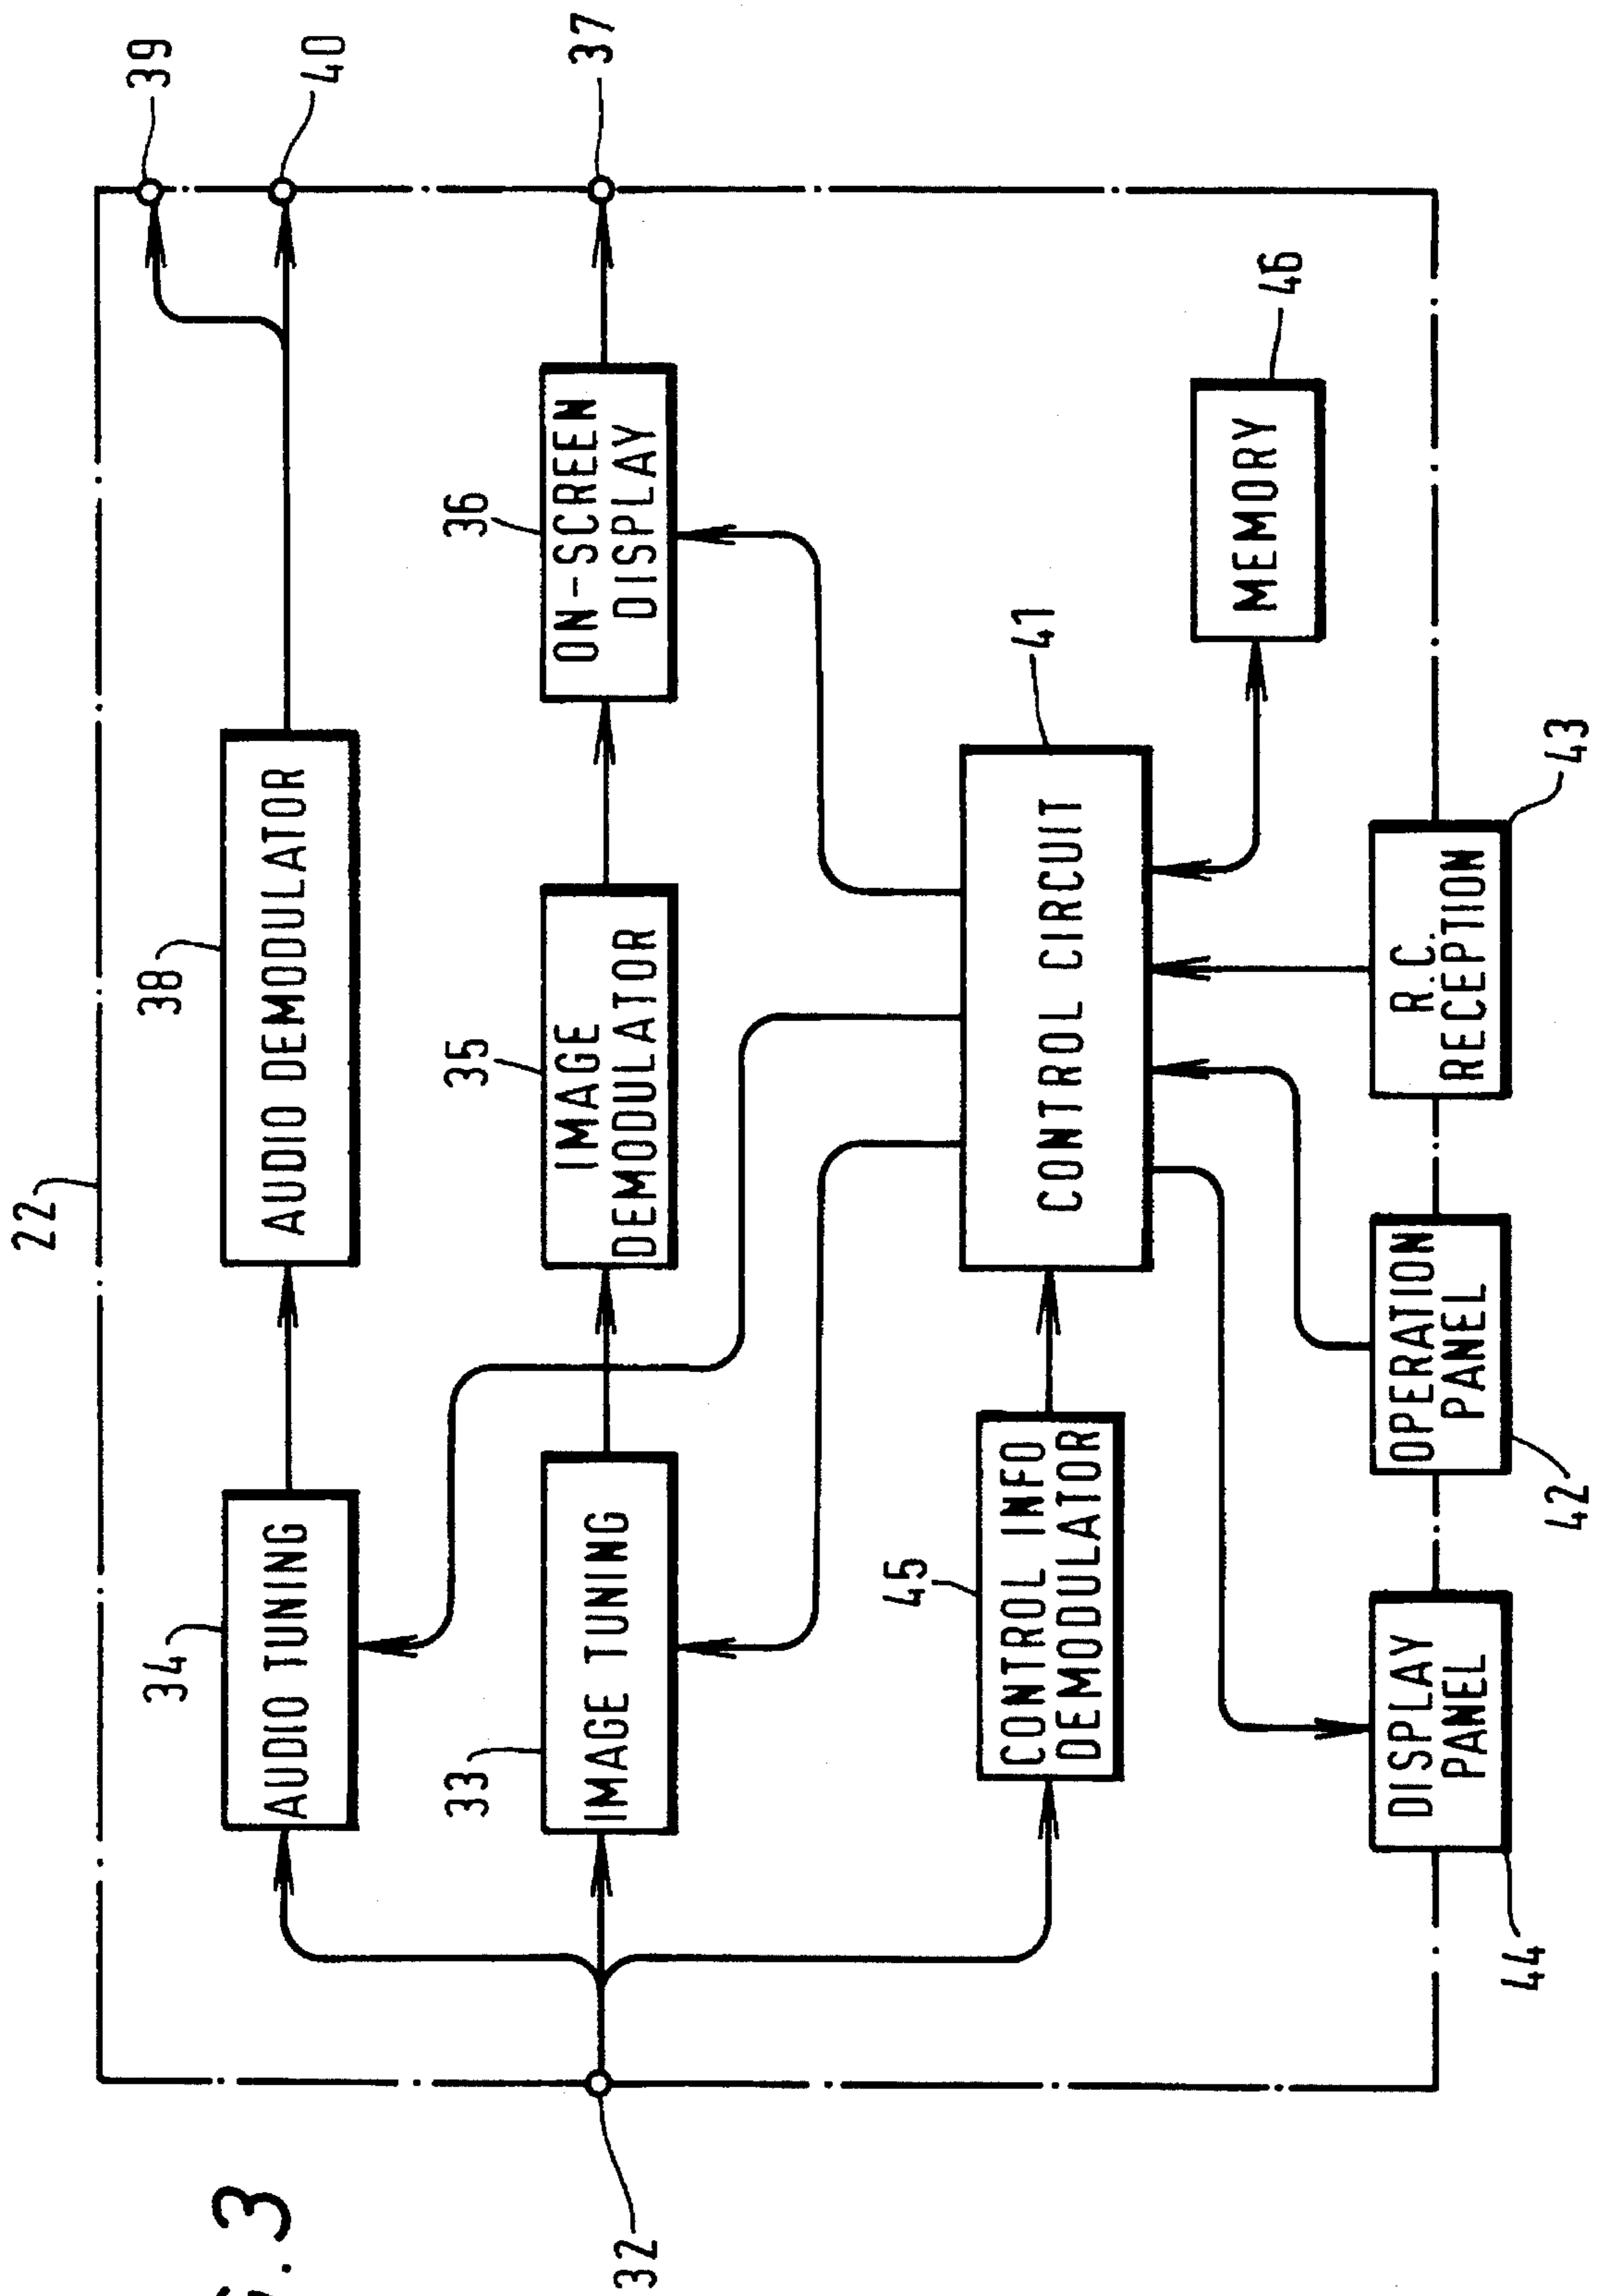 22
39
40
37
38
AUDIO DEMODULATOR
34
AUDIO TUNING
36
ON-SCREEN
DISPLAY
35
IMAGE
DEMODULATOR
33
IMAGE TUNING
32
41
CONTROL CIRCUIT
46
MEMORY
45
CONTROL INFO
DEMODULATOR
43
R.C.
RECEPTION
42
OPERATION
PANEL
44
DISPLAY
PANEL
G.3